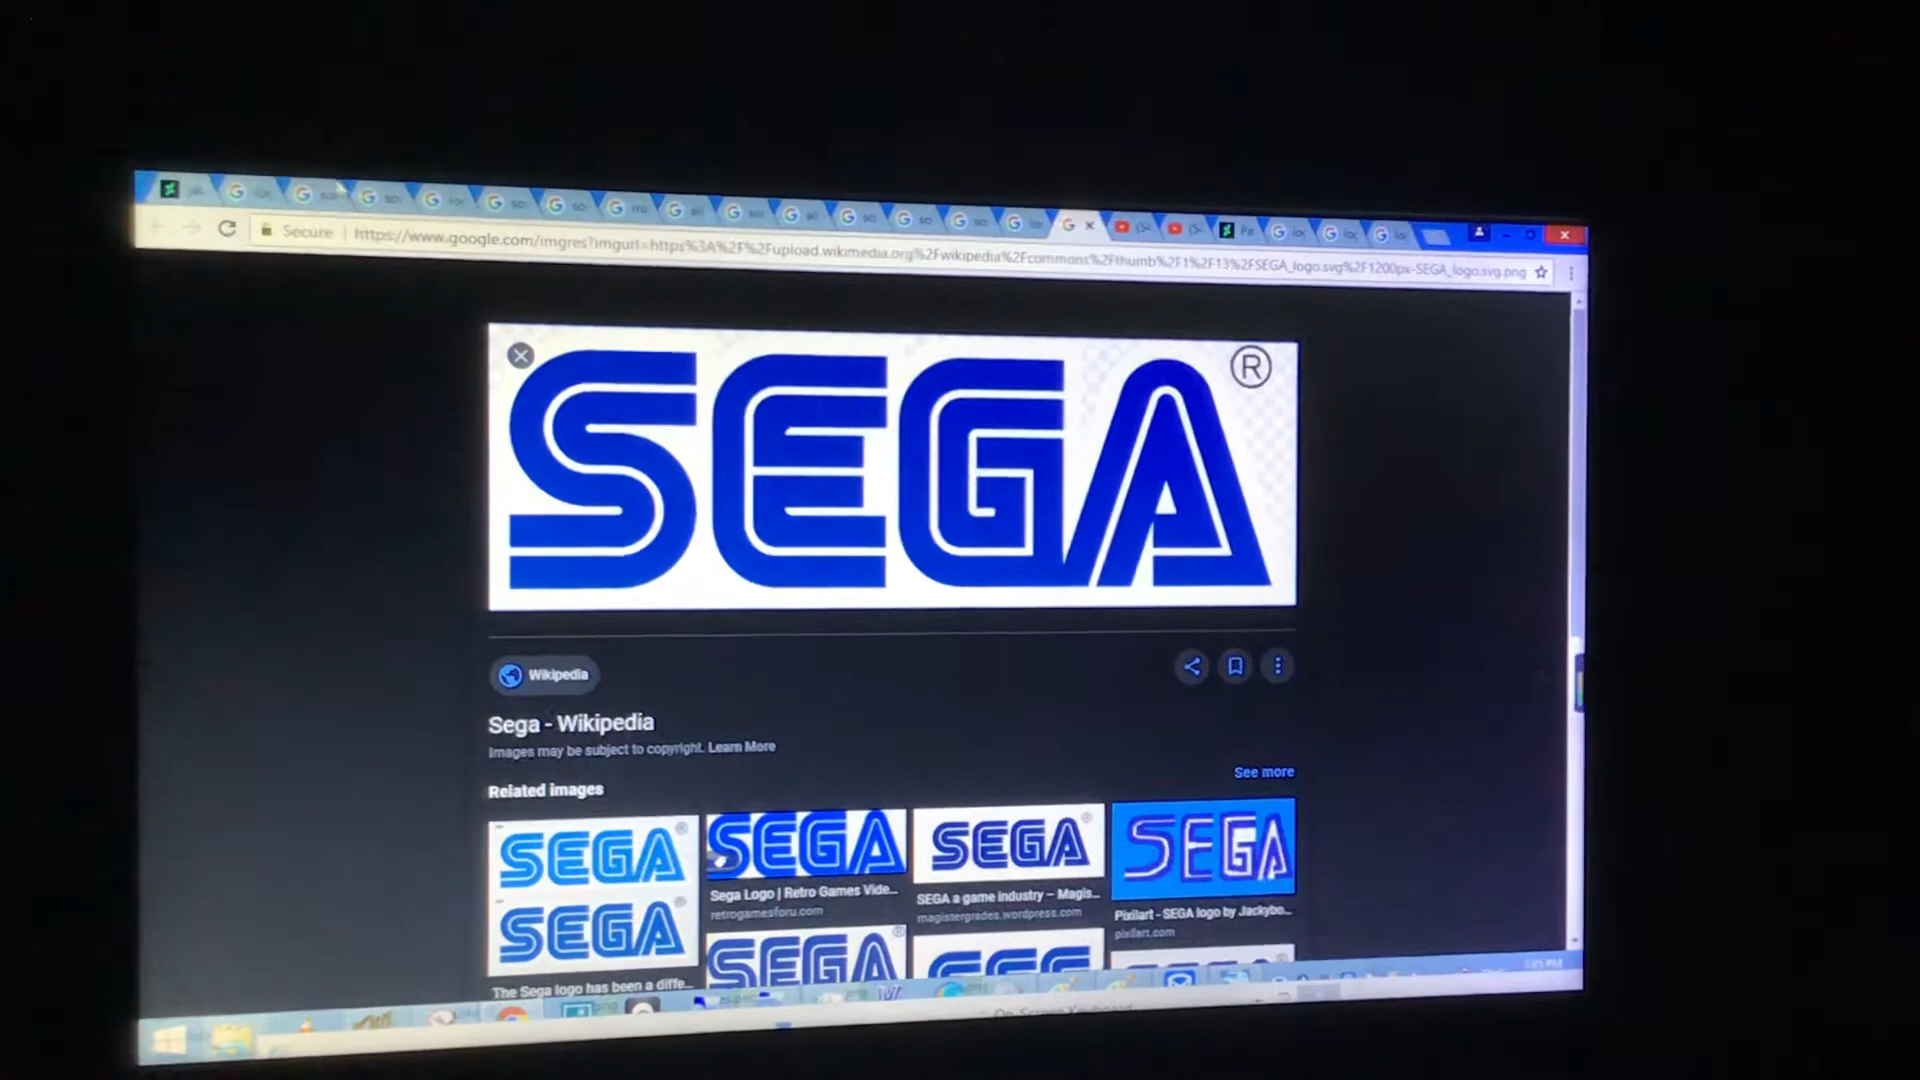 Secure https://www.google.com/imgres?imgurl=https%3A%2F%2Fupload.wikimedia.org%2Fwikipedia%2Fcommons%2Fthumb%2F1%2F13%2FSEGA_logo.svg%2F1200px-SEGA_logo.svg.png
SEGA®
Wikipedia
Sega - Wikipedia
Images may be subject to copyright. Learn More
See more
Related images
SEGA®
SEGA
SEGA
SEGA
SEGA
Sega Logo | Retro Games Vide...
retrogamesforu.com
SEGA a game industry – Magis...
magistergrades.wordpress.com
Pixilart - SEGA logo by Jackybo...
pixilart.com
SEGA
The Sega logo has been a diffe...
On-Screen Keyboard